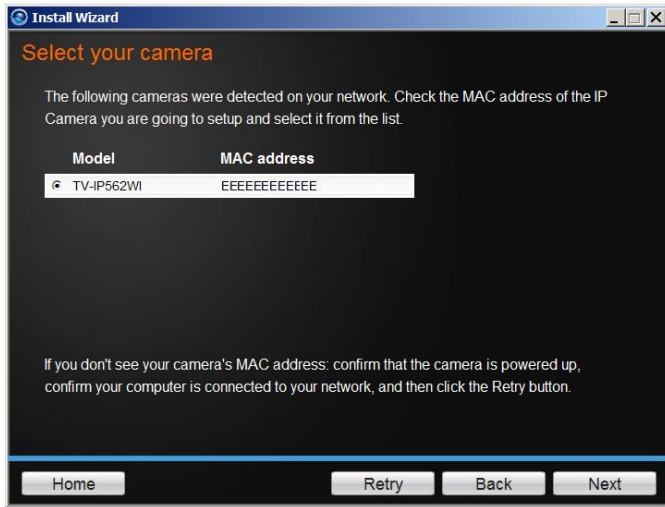 Install Wizard
Select your camera
The following cameras were detected on your network. Check the MAC address of the IP
Camera you are going to setup and select it from the list.
Model MAC address
TV-IP562WI EEEEEEEEEEEE
If you don't see your camera's MAC address: confirm that the camera is powered up,
confirm your computer is connected to your network, and then click the Retry button.
Home Retry Back Next